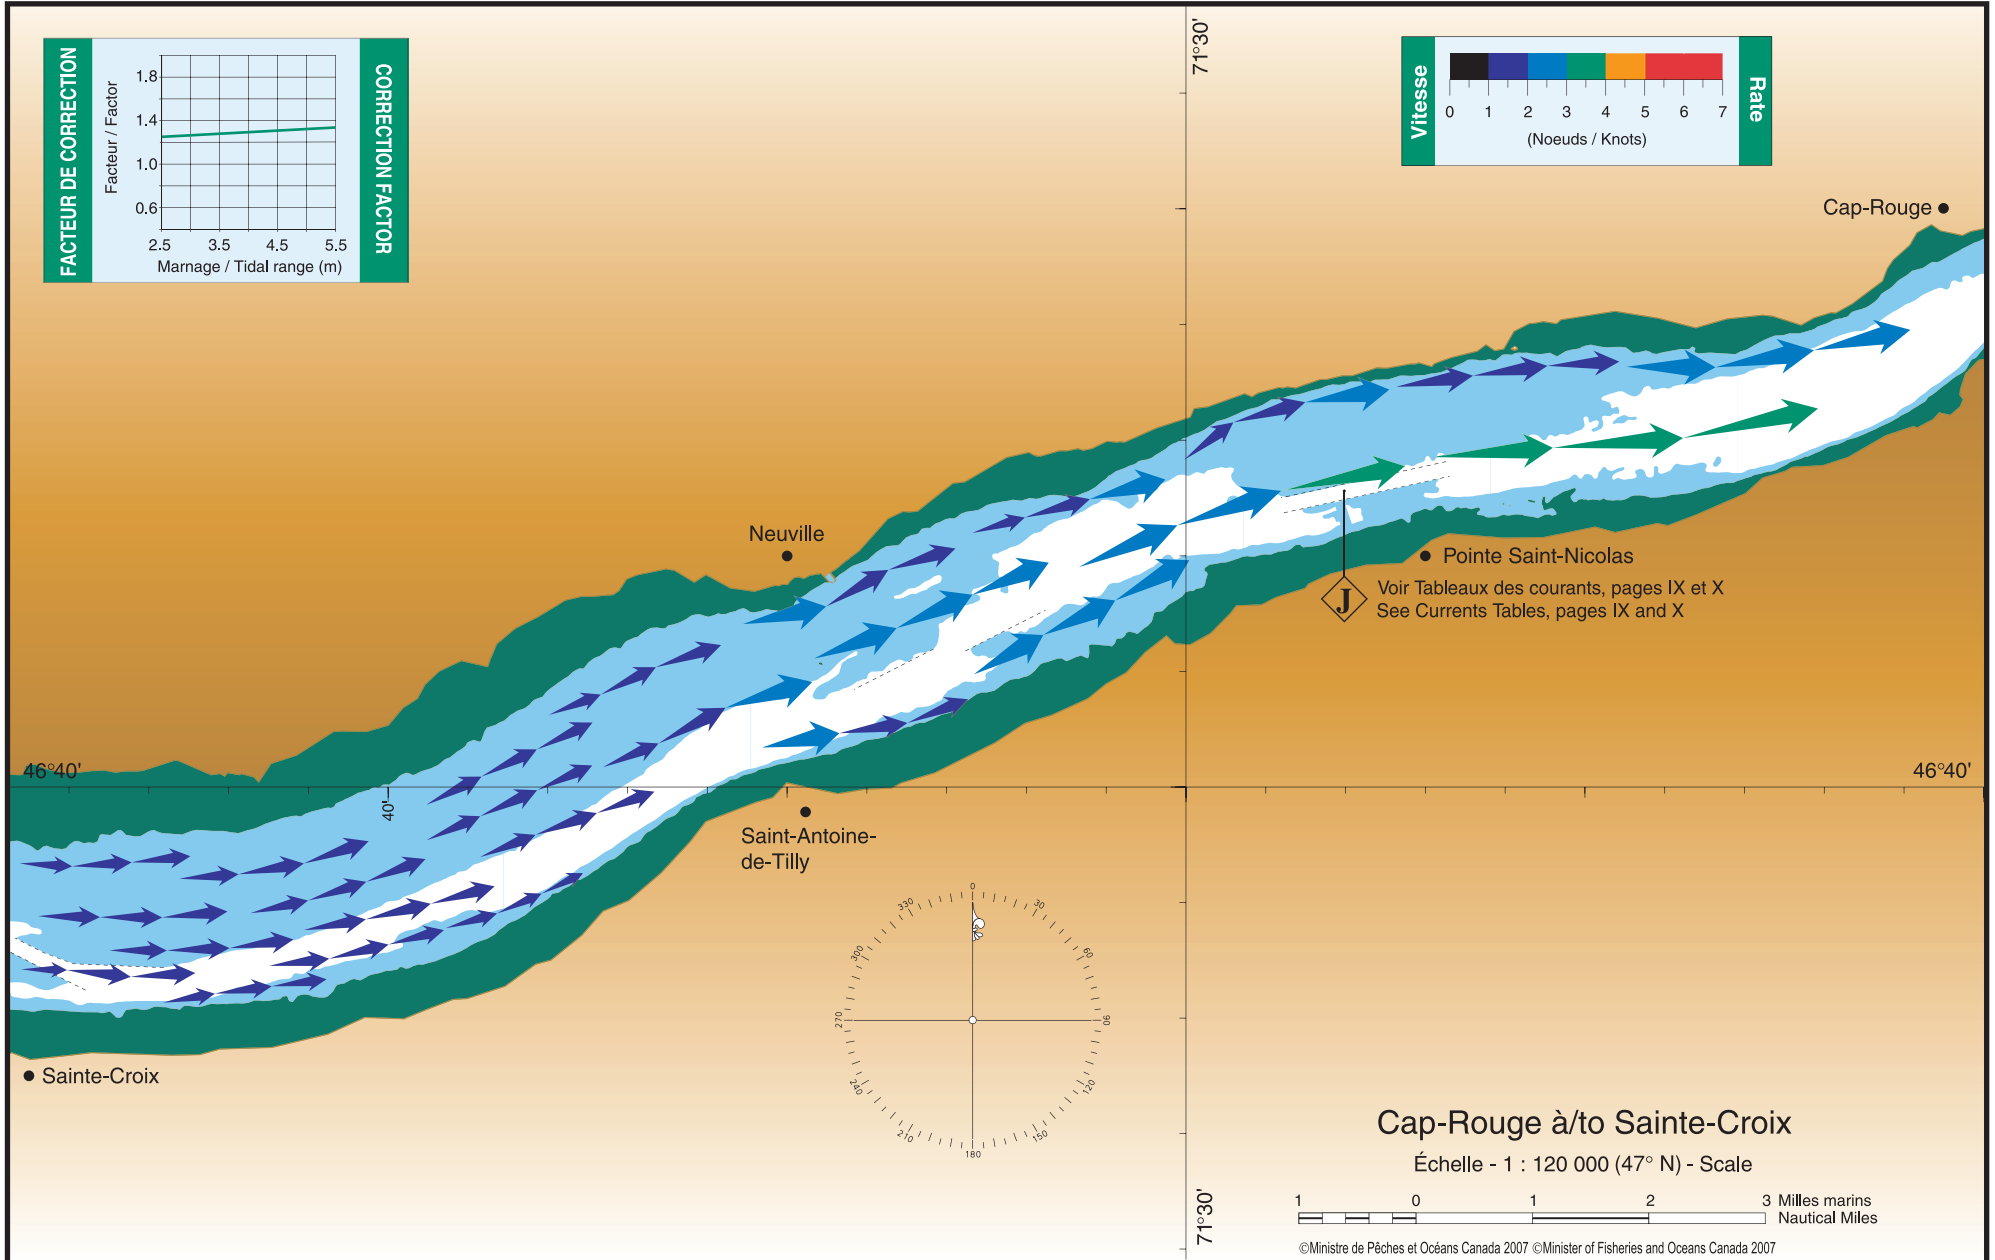 FACTEUR DE CORRECTION
CORRECTION FACTOR
Facteur / Factor
1.8
1.4
1.0
0.6
2.5 3.5 4.5 5.5
Marnage / Tidal range (m)
71°30'
Vitesse
Rate
0 1 2 3 4 5 6 7
(Noeuds / Knots)
Cap-Rouge
Neuville
Pointe Saint-Nicolas
J
Voir Tableaux des courants, pages IX et X
See Currents Tables, pages IX and X
46°40'
46°40'
40'
Saint-Antoine-
de-Tilly
0
30
60
90
120
150
180
210
240
270
300
330
Sainte-Croix
71°30'
Cap-Rouge à/to Sainte-Croix
Échelle - 1 : 120 000 (47° N) - Scale
1 0 1 2 3 Milles marins
Nautical Miles
©Ministre de Pêches et Océans Canada 2007 ©Minister of Fisheries and Oceans Canada 2007